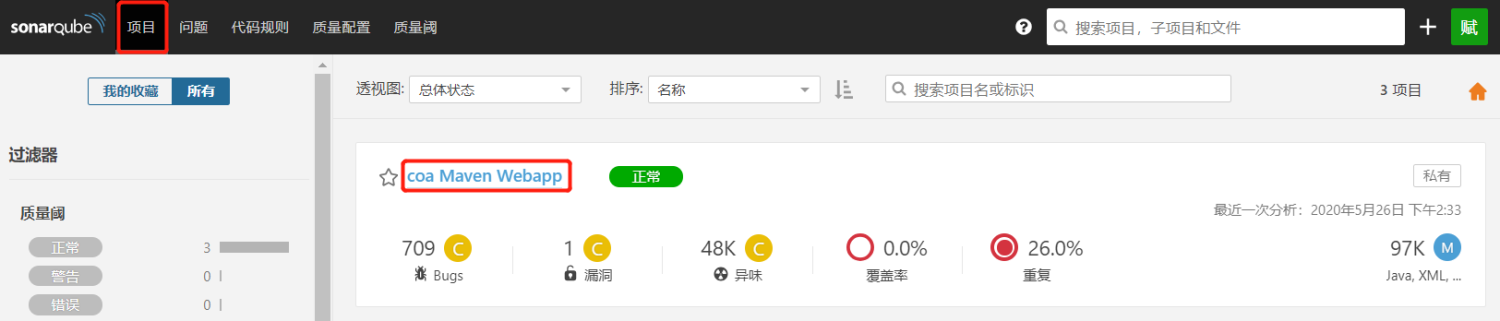 sonarqube 项目 问题 代码规则 质量配置 质量阈 ? 搜索项目，子项目和文件 + 赋
我的收藏 所有
透视图: 总体状态 排序: 名称 搜索项目名或标识 3 项目
过滤器
coa Maven Webapp 正常 私有
最近一次分析：2020年5月26日 下午2:33
质量阈
正常 3
警告 0
错误 0
709 C 1 C 48K C 0.0% 26.0% 97K M
Bugs 漏洞 异味 覆盖率 重复 Java, XML, ...